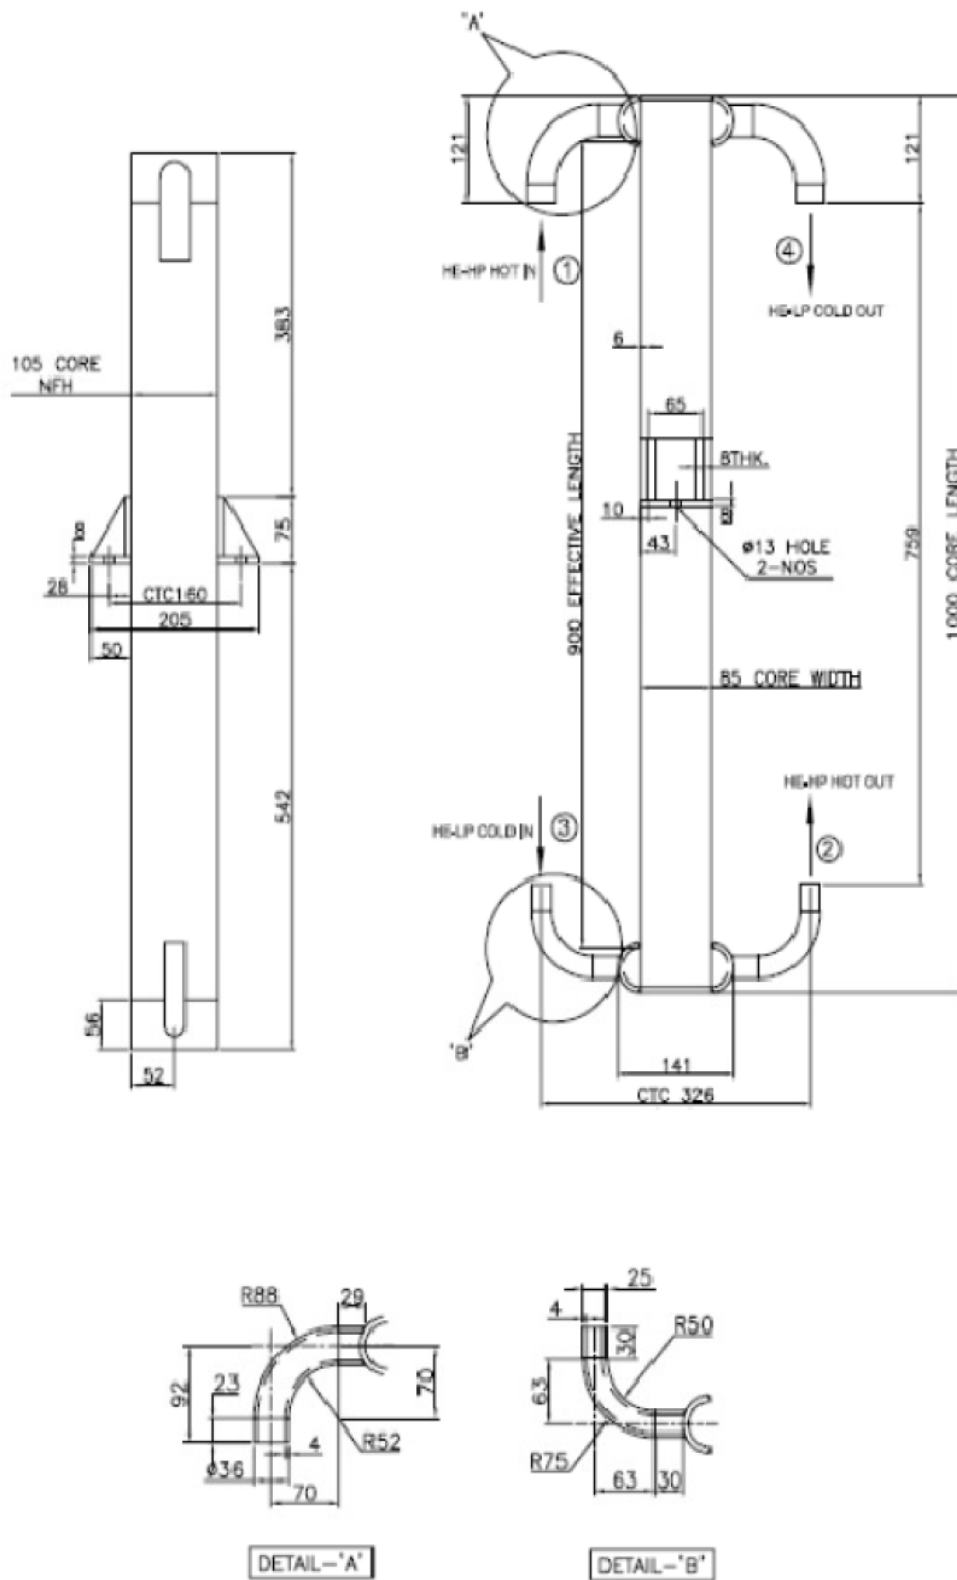 'A'
121
121
HE-HP HOT IN
1
4
HE-LP COLD OUT
383
105 CORE
NFH
6
65
8THK.
10
43
8
Ø13 HOLE
2-NOS
900 EFFECTIVE LENGTH
759
1000 CORE LENGTH
8
75
28
CTC160
205
50
85 CORE WIDTH
542
HE-HP HOT OUT
HE-LP COLD IN
3
2
56
52
'B'
141
CTC 326
R88
29
92
23
70
R52
4
Ø36
70
DETAIL-'A'
25
4
30
R50
63
R75
63
30
DETAIL-'B'